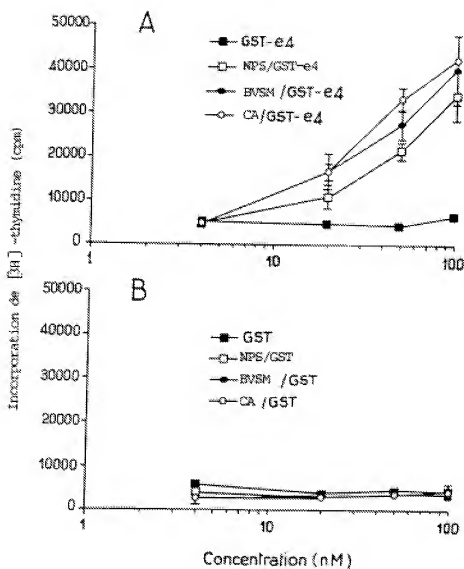 A
GST-e4
NPS/GST-e4
BVSM/GST-e4
CA/GST-e4
50000
40000
30000
20000
10000
0
1
10
100
Incorporation de [3H]-thymidine (cpm)
B
GST
NPS/GST
BVSM /GST
CA/GST
50000
40000
30000
20000
10000
0
1
10
100
Concentration (nM)